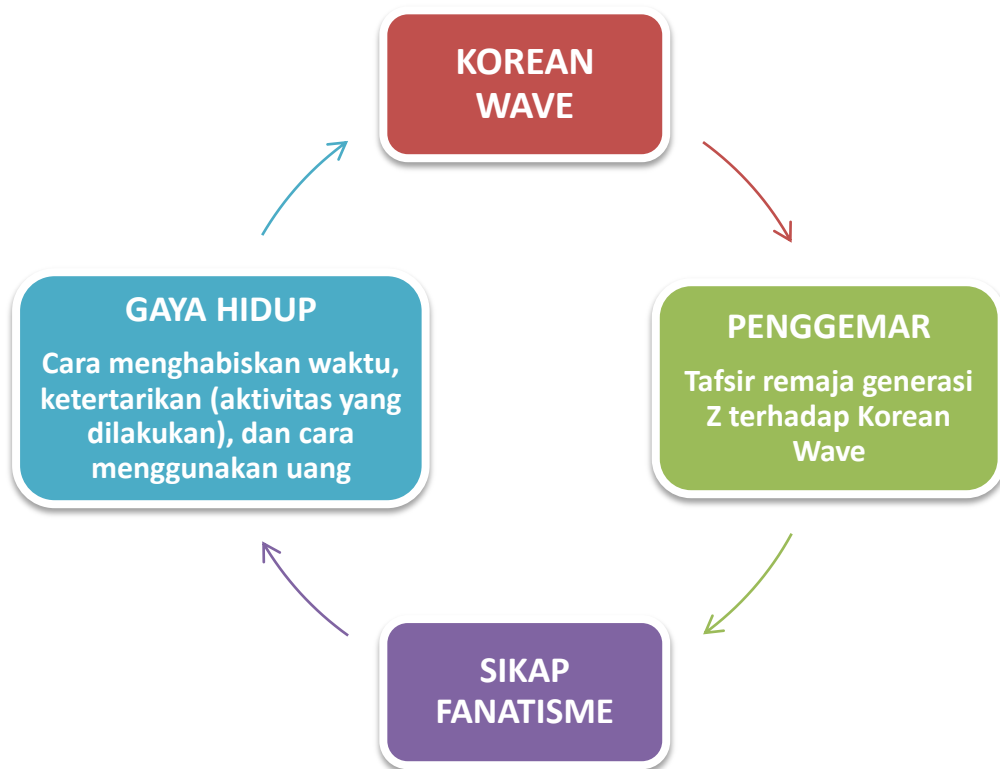 KOREAN
WAVE
PENGGEMAR
Tafsir remaja generasi
Z terhadap Korean
Wave
SIKAP
FANATISME
GAYA HIDUP
Cara menghabiskan waktu,
ketertarikan (aktivitas yang
dilakukan), dan cara
menggunakan uang